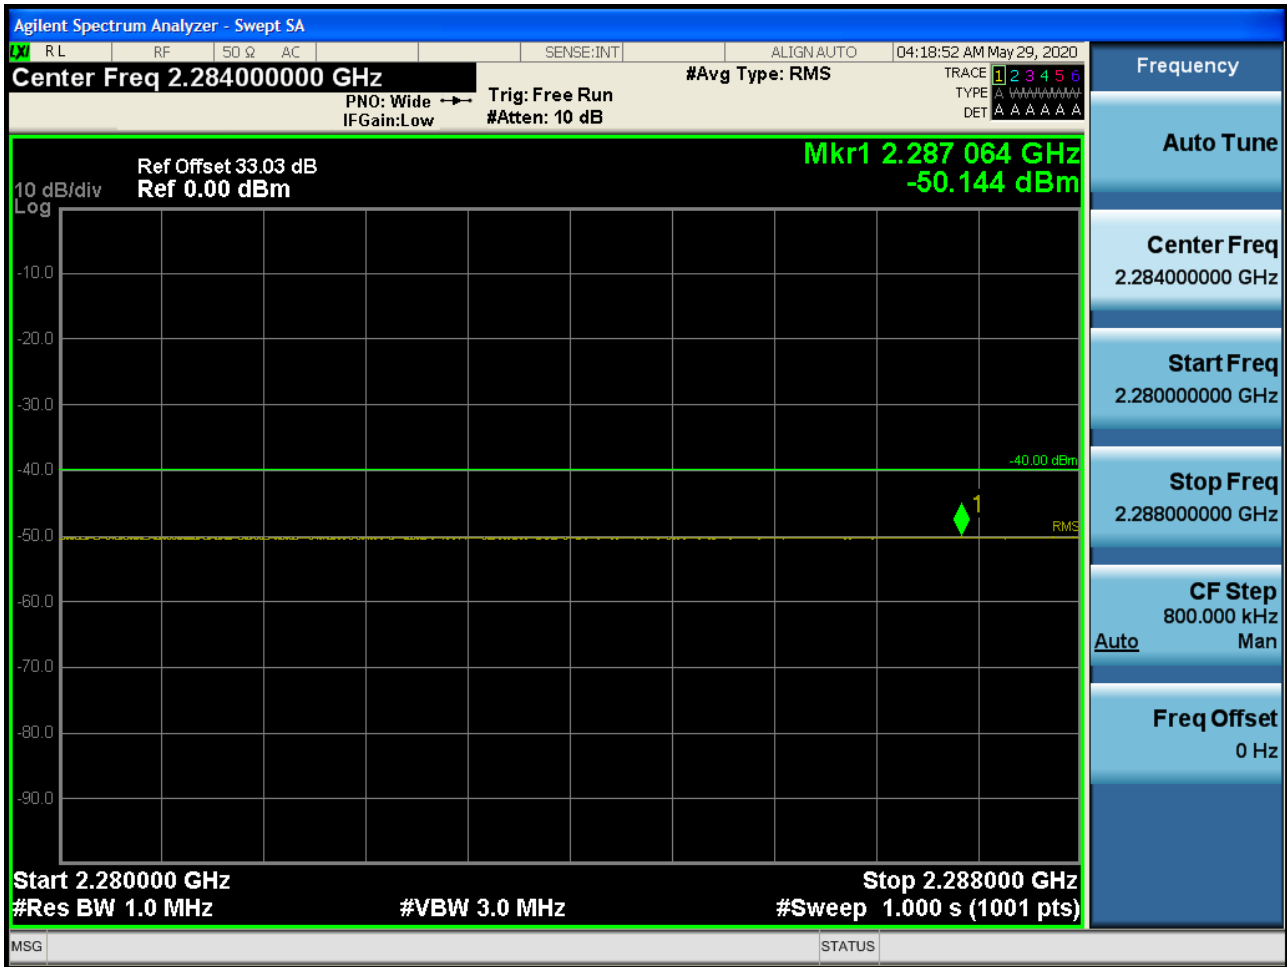 Agilent Spectrum Analyzer - Swept SA
LXI RL RF 50 Ω AC SENSE:INT ALIGN AUTO 04:18:52 AM May 29, 2020
Center Freq 2.284000000 GHz
PNO: Wide
IFGain:Low
Trig: Free Run
#Atten: 10 dB
#Avg Type: RMS
TRACE 1 2 3 4 5 6
TYPE A WWWWWW
DET A A A A A A
Ref Offset 33.03 dB
10 dB/div Ref 0.00 dBm
Log
Mkr1 2.287 064 GHz
-50.144 dBm
-10.0
-20.0
-30.0
-40.0
-40.00 dBm
1
-50.0
RMS
-60.0
-70.0
-80.0
-90.0
Start 2.280000 GHz Stop 2.288000 GHz
#Res BW 1.0 MHz #VBW 3.0 MHz #Sweep 1.000 s (1001 pts)
MSG STATUS
Frequency
Auto Tune
Center Freq
2.284000000 GHz
Start Freq
2.280000000 GHz
Stop Freq
2.288000000 GHz
CF Step
800.000 kHz
Auto Man
Freq Offset
0 Hz